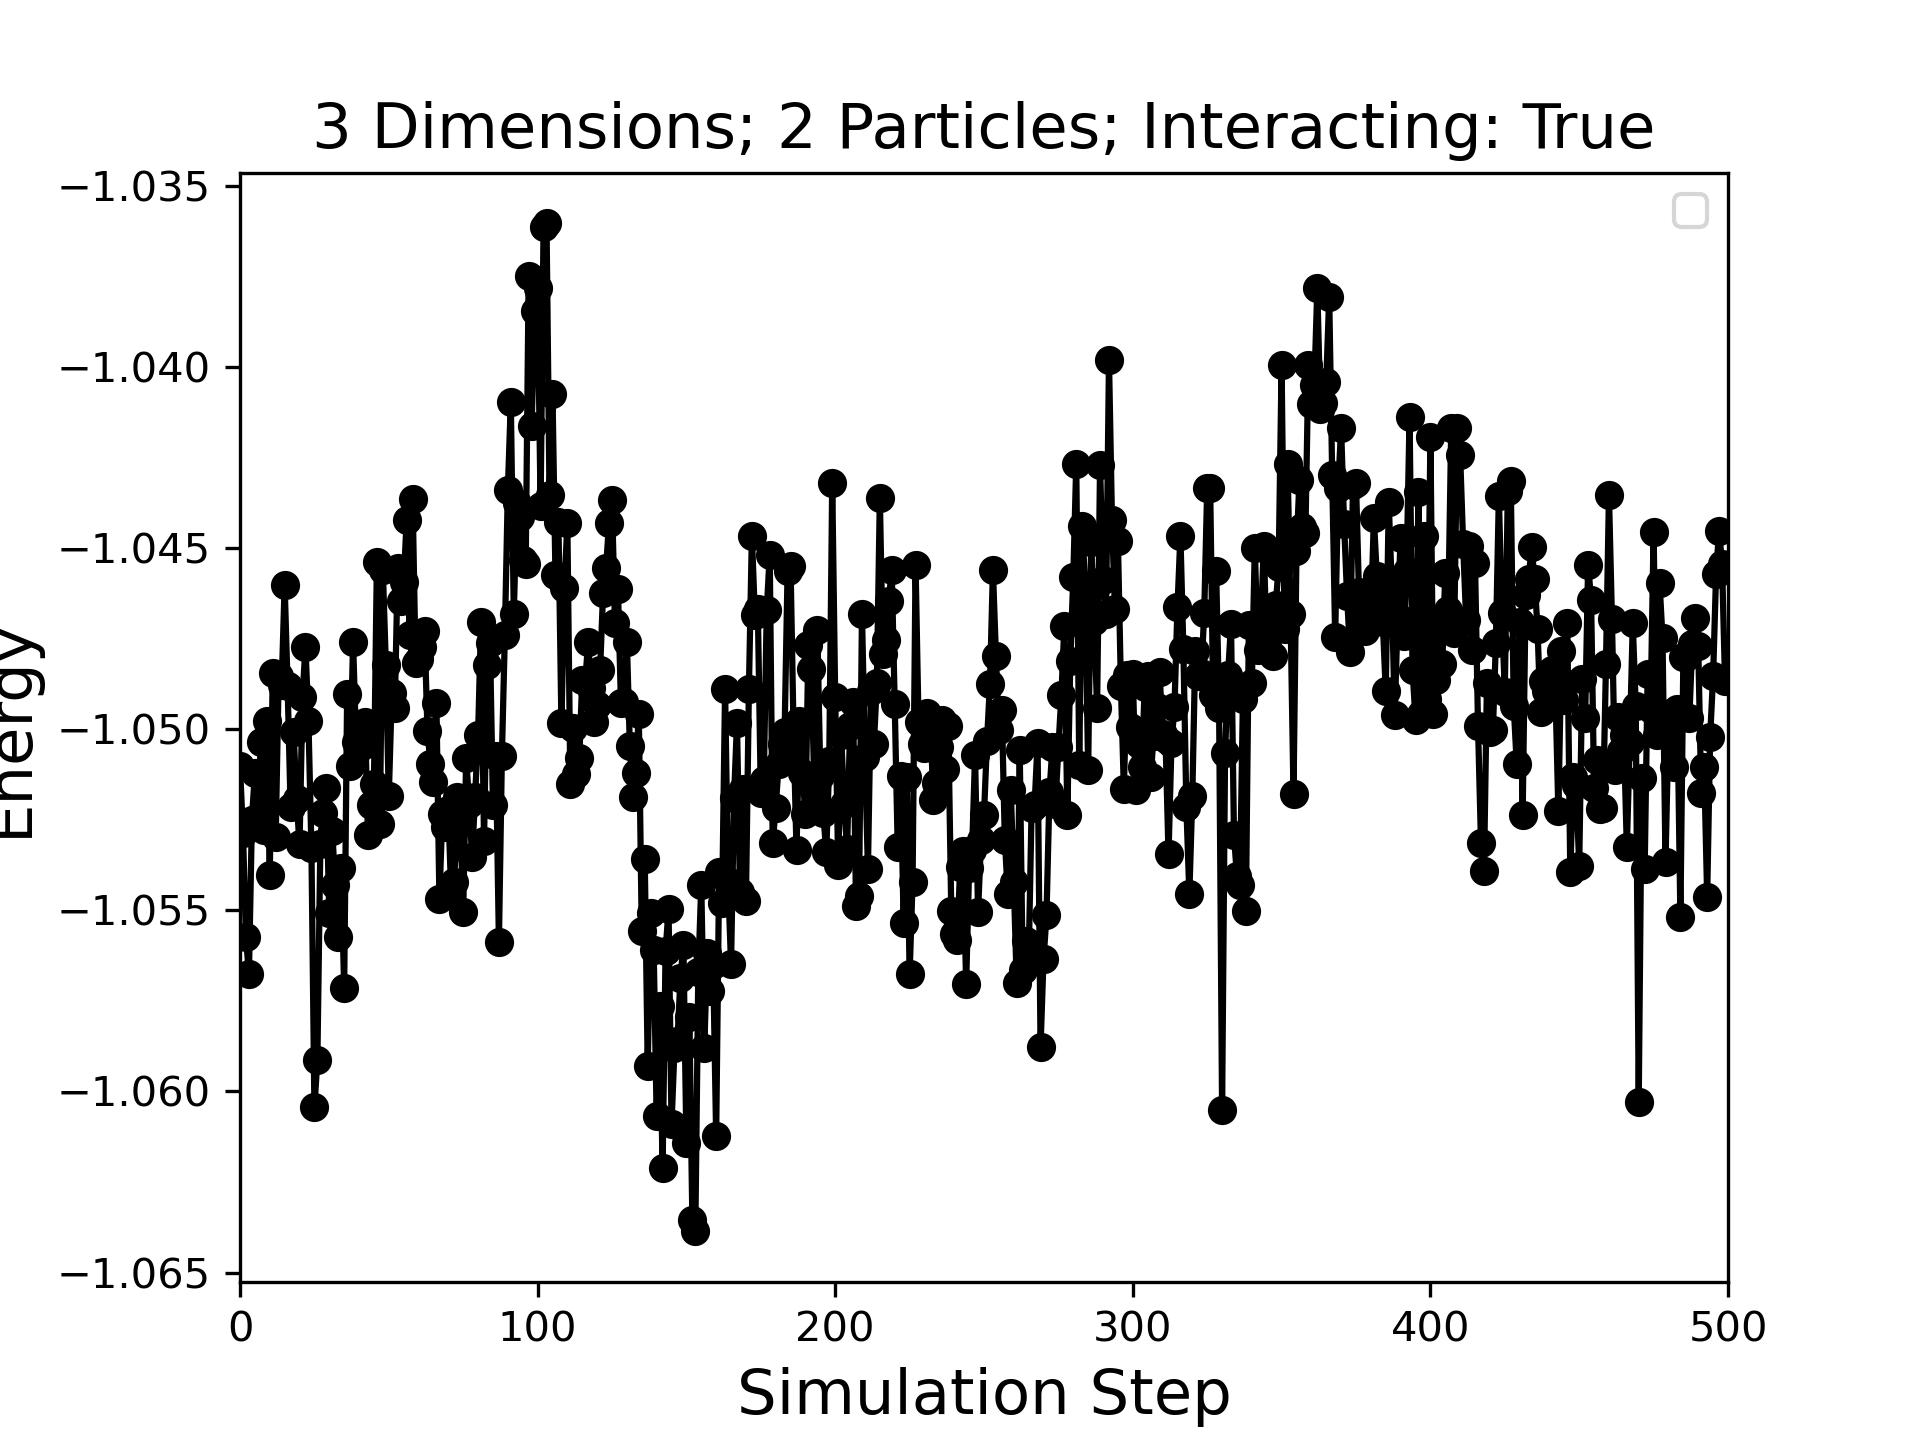 3 Dimensions; 2 Particles; Interacting: True
−1.035
−1.040
−1.045
−1.050
−1.055
−1.060
−1.065
Energy
0 100 200 300 400 500
Simulation Step